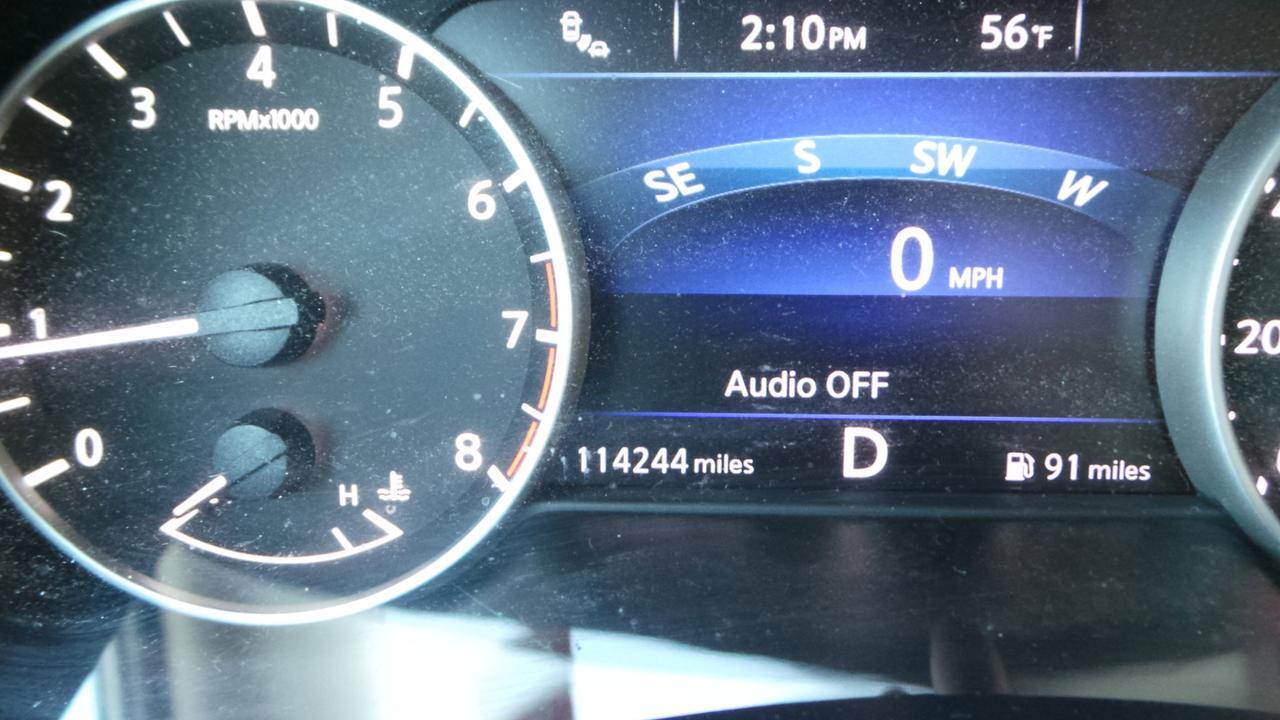 2:10PM 56°F
SE S SW W
0 MPH
Audio OFF
114244 miles D 91 miles
0 1 2 3 4 5 6 7 8
RPMx1000
H
C
20